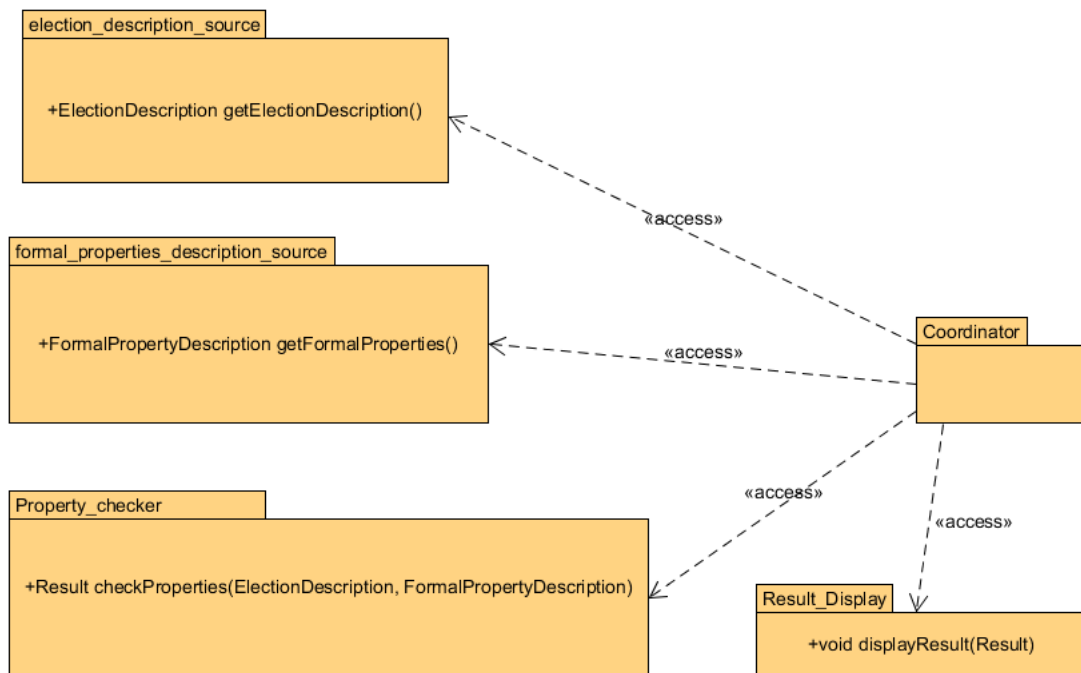 election_description_source
+ElectionDescription getElectionDescription()
«access»
formal_properties_description_source
+FormalPropertyDescription getFormalProperties()
«access»
Coordinator
Property_checker
+Result checkProperties(ElectionDescription, FormalPropertyDescription)
«access»
«access»
Result_Display
+void displayResult(Result)